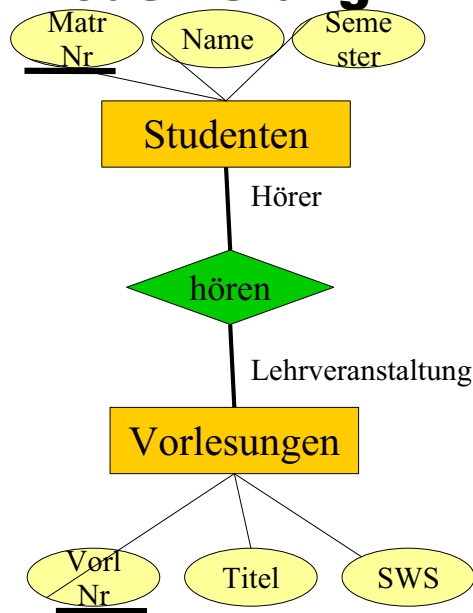 Matr
Nr
Name
Seme
ster
Studenten
Hörer
hören
Lehrveranstaltung
Vorlesungen
Vorl
Nr
Titel
SWS